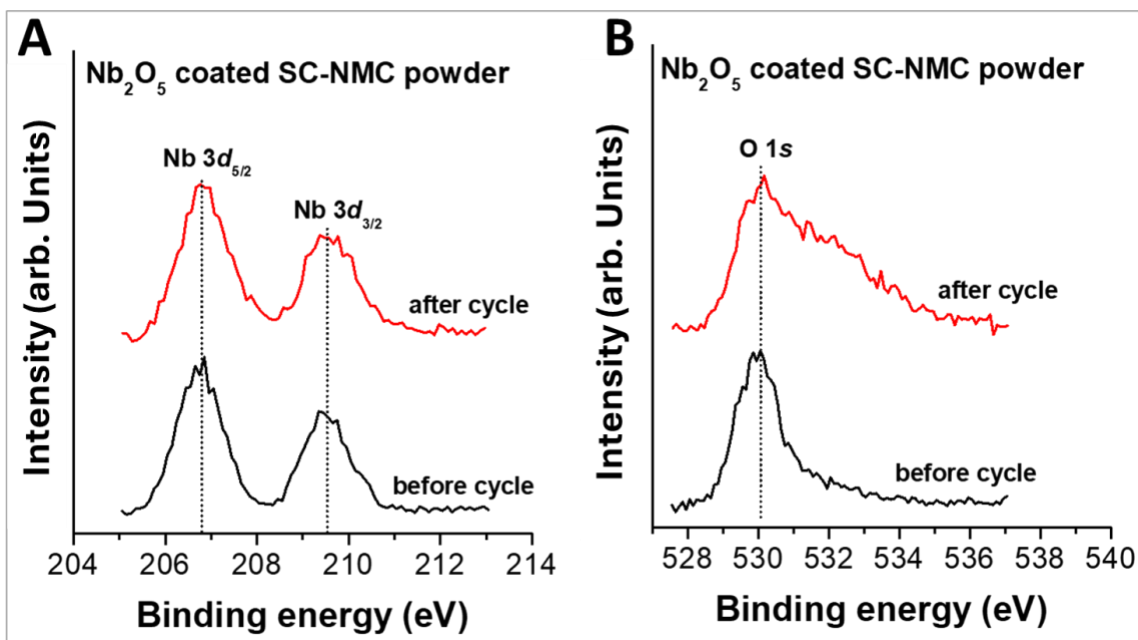 A
Nb₂O₅ coated SC-NMC powder
Nb 3d₅/₂
Nb 3d₃/₂
after cycle
before cycle
Intensity (arb. Units)
204 206 208 210 212 214
Binding energy (eV)
B
Nb₂O₅ coated SC-NMC powder
O 1s
after cycle
before cycle
Intensity (arb. Units)
528 530 532 534 536 538 540
Binding energy (eV)